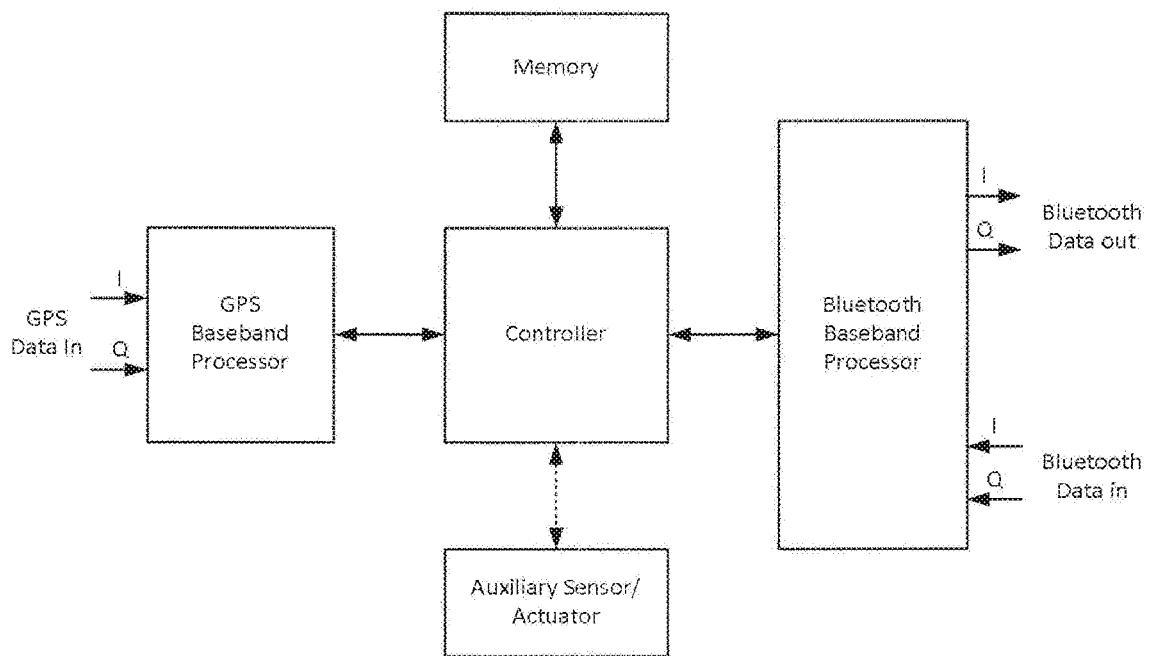 Memory
I
Q
GPS
Data In
GPS
Baseband
Processor
Controller
Bluetooth
Baseband
Processor
I
Q
Bluetooth
Data out
I
Q
Bluetooth
Data in
Auxiliary Sensor/
Actuator